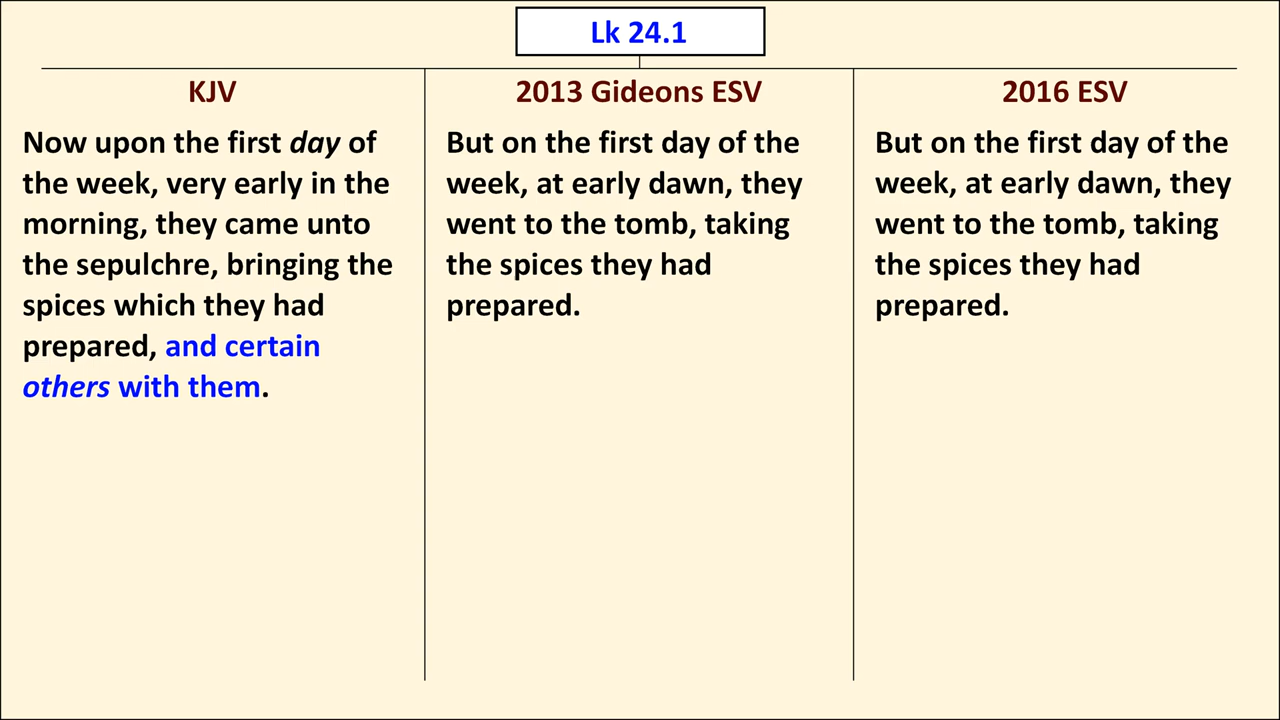 Lk 24.1
KJV
Now upon the first day of
the week, very early in the
morning, they came unto
the sepulchre, bringing the
spices which they had
prepared, and certain
others with them.
2013 Gideons ESV
But on the first day of the
week, at early dawn, they
went to the tomb, taking
the spices they had
prepared.
2016 ESV
But on the first day of the
week, at early dawn, they
went to the tomb, taking
the spices they had
prepared.